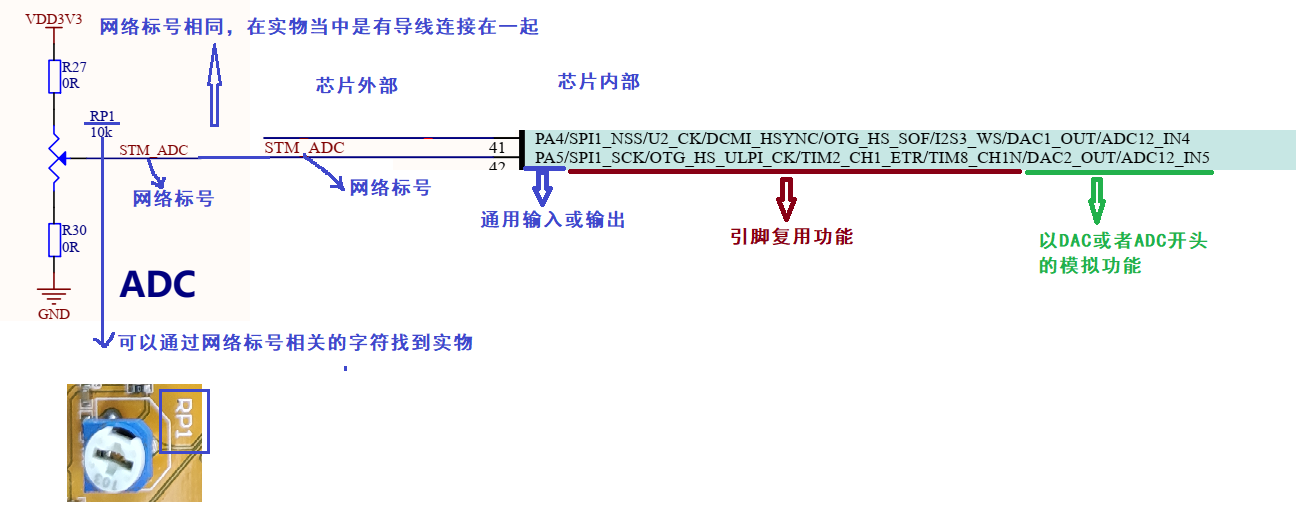 VDD3V3
网络标号相同，在实物当中是有导线连接在一起
R27
0R
芯片外部
芯片内部
RP1
10k
STM_ADC
STM_ADC
41
42
PA4/SPI1_NSS/U2_CK/DCMI_HSYNC/OTG_HS_SOF/I2S3_WS/DAC1_OUT/ADC12_IN4
PA5/SPI1_SCK/OTG_HS_ULPI_CK/TIM2_CH1_ETR/TIM8_CH1N/DAC2_OUT/ADC12_IN5
网络标号
网络标号
通用输入或输出
引脚复用功能
以DAC或者ADC开头
的模拟功能
R30
0R
ADC
GND
可以通过网络标号相关的字符找到实物
RP1
103